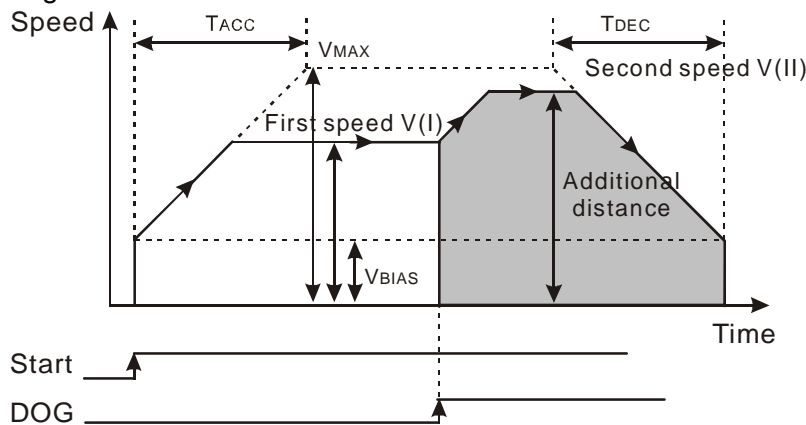 Speed
TACC
TDEC
VMAX
Second speed V(II)
First speed V(I)
Additional
distance
VBIAS
Time
Start
DOG